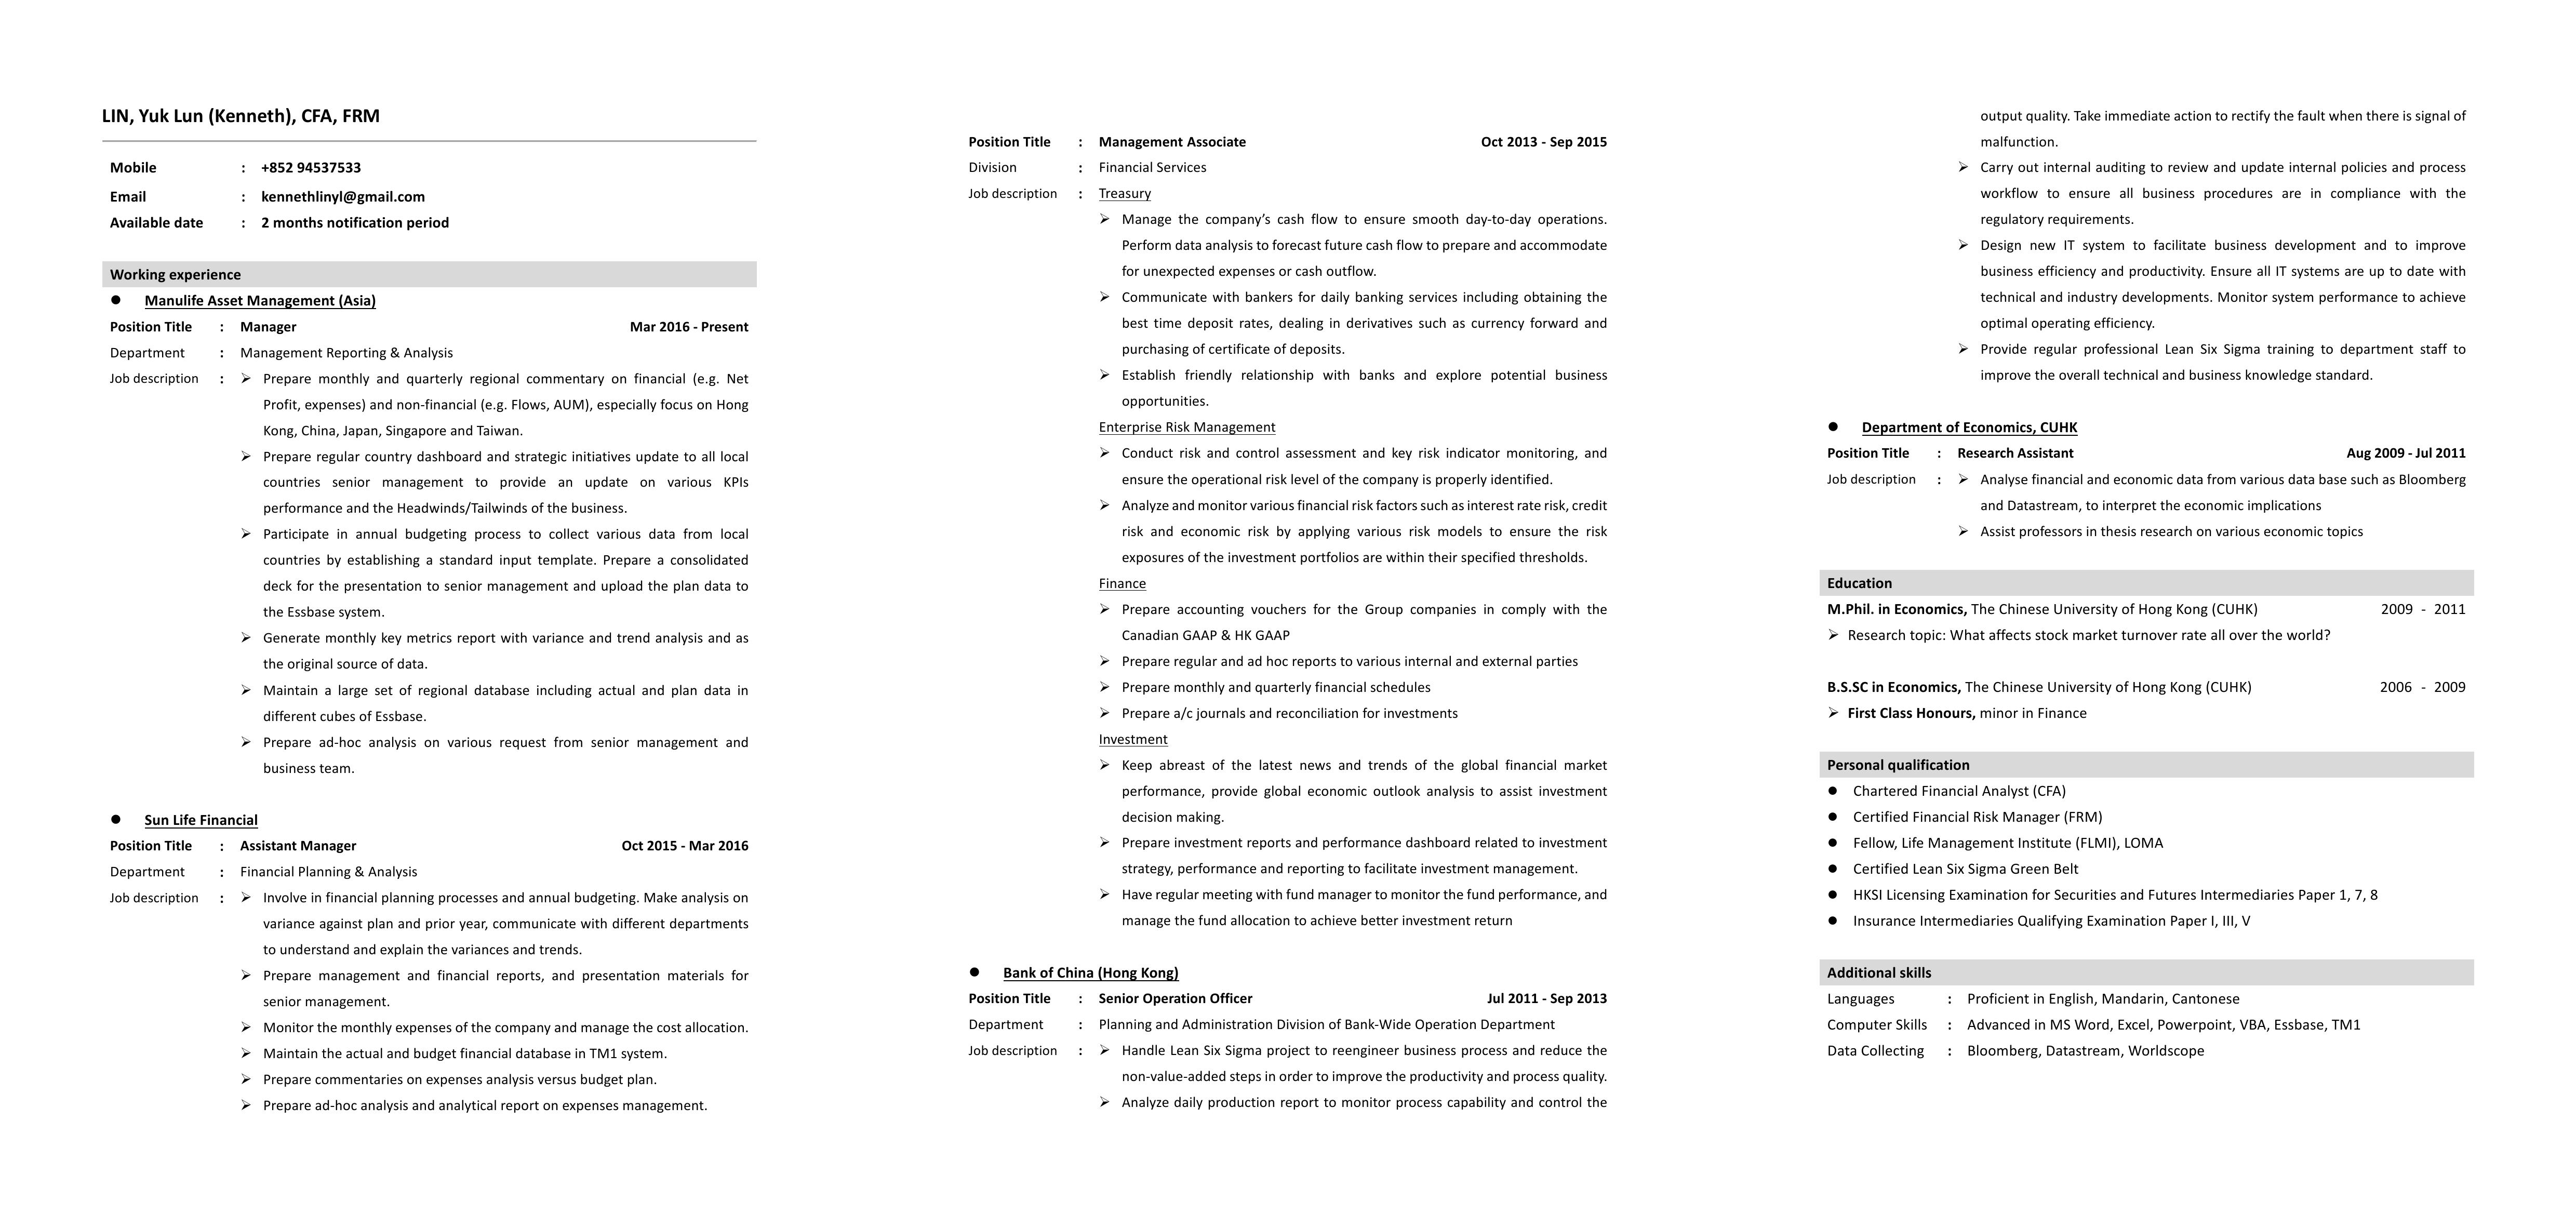 LIN, Yuk Lun (Kenneth), CFA, FRM
Mobile : +852 94537533
Email : kennethlinyl@gmail.com
Available date : 2 months notification period
Working experience
● Manulife Asset Management (Asia)
Position Title : Manager Mar 2016 - Present
Department : Management Reporting & Analysis
Job description : ➢ Prepare monthly and quarterly regional commentary on financial (e.g. Net
Profit, expenses) and non-financial (e.g. Flows, AUM), especially focus on Hong
Kong, China, Japan, Singapore and Taiwan.
➢ Prepare regular country dashboard and strategic initiatives update to all local
countries senior management to provide an update on various KPIs
performance and the Headwinds/Tailwinds of the business.
➢ Participate in annual budgeting process to collect various data from local
countries by establishing a standard input template. Prepare a consolidated
deck for the presentation to senior management and upload the plan data to
the Essbase system.
➢ Generate monthly key metrics report with variance and trend analysis and as
the original source of data.
➢ Maintain a large set of regional database including actual and plan data in
different cubes of Essbase.
➢ Prepare ad-hoc analysis on various request from senior management and
business team.
● Sun Life Financial
Position Title : Assistant Manager Oct 2015 - Mar 2016
Department : Financial Planning & Analysis
Job description : ➢ Involve in financial planning processes and annual budgeting. Make analysis on
variance against plan and prior year, communicate with different departments
to understand and explain the variances and trends.
➢ Prepare management and financial reports, and presentation materials for
senior management.
➢ Monitor the monthly expenses of the company and manage the cost allocation.
➢ Maintain the actual and budget financial database in TM1 system.
➢ Prepare commentaries on expenses analysis versus budget plan.
➢ Prepare ad-hoc analysis and analytical report on expenses management.
Position Title : Management Associate Oct 2013 - Sep 2015
Division : Financial Services
Job description : Treasury
➢ Manage the company’s cash flow to ensure smooth day-to-day operations.
Perform data analysis to forecast future cash flow to prepare and accommodate
for unexpected expenses or cash outflow.
➢ Communicate with bankers for daily banking services including obtaining the
best time deposit rates, dealing in derivatives such as currency forward and
purchasing of certificate of deposits.
➢ Establish friendly relationship with banks and explore potential business
opportunities.
Enterprise Risk Management
➢ Conduct risk and control assessment and key risk indicator monitoring, and
ensure the operational risk level of the company is properly identified.
➢ Analyze and monitor various financial risk factors such as interest rate risk, credit
risk and economic risk by applying various risk models to ensure the risk
exposures of the investment portfolios are within their specified thresholds.
Finance
➢ Prepare accounting vouchers for the Group companies in comply with the
Canadian GAAP & HK GAAP
➢ Prepare regular and ad hoc reports to various internal and external parties
➢ Prepare monthly and quarterly financial schedules
➢ Prepare a/c journals and reconciliation for investments
Investment
➢ Keep abreast of the latest news and trends of the global financial market
performance, provide global economic outlook analysis to assist investment
decision making.
➢ Prepare investment reports and performance dashboard related to investment
strategy, performance and reporting to facilitate investment management.
➢ Have regular meeting with fund manager to monitor the fund performance, and
manage the fund allocation to achieve better investment return
● Bank of China (Hong Kong)
Position Title : Senior Operation Officer Jul 2011 - Sep 2013
Department : Planning and Administration Division of Bank-Wide Operation Department
Job description : ➢ Handle Lean Six Sigma project to reengineer business process and reduce the
non-value-added steps in order to improve the productivity and process quality.
➢ Analyze daily production report to monitor process capability and control the
output quality. Take immediate action to rectify the fault when there is signal of
malfunction.
➢ Carry out internal auditing to review and update internal policies and process
workflow to ensure all business procedures are in compliance with the
regulatory requirements.
➢ Design new IT system to facilitate business development and to improve
business efficiency and productivity. Ensure all IT systems are up to date with
technical and industry developments. Monitor system performance to achieve
optimal operating efficiency.
➢ Provide regular professional Lean Six Sigma training to department staff to
improve the overall technical and business knowledge standard.
● Department of Economics, CUHK
Position Title : Research Assistant Aug 2009 - Jul 2011
Job description : ➢ Analyse financial and economic data from various data base such as Bloomberg
and Datastream, to interpret the economic implications
➢ Assist professors in thesis research on various economic topics
Education
M.Phil. in Economics, The Chinese University of Hong Kong (CUHK) 2009 - 2011
➢ Research topic: What affects stock market turnover rate all over the world?
B.S.SC in Economics, The Chinese University of Hong Kong (CUHK) 2006 - 2009
➢ First Class Honours, minor in Finance
Personal qualification
● Chartered Financial Analyst (CFA)
● Certified Financial Risk Manager (FRM)
● Fellow, Life Management Institute (FLMI), LOMA
● Certified Lean Six Sigma Green Belt
● HKSI Licensing Examination for Securities and Futures Intermediaries Paper 1, 7, 8
● Insurance Intermediaries Qualifying Examination Paper I, III, V
Additional skills
Languages : Proficient in English, Mandarin, Cantonese
Computer Skills : Advanced in MS Word, Excel, Powerpoint, VBA, Essbase, TM1
Data Collecting : Bloomberg, Datastream, Worldscope